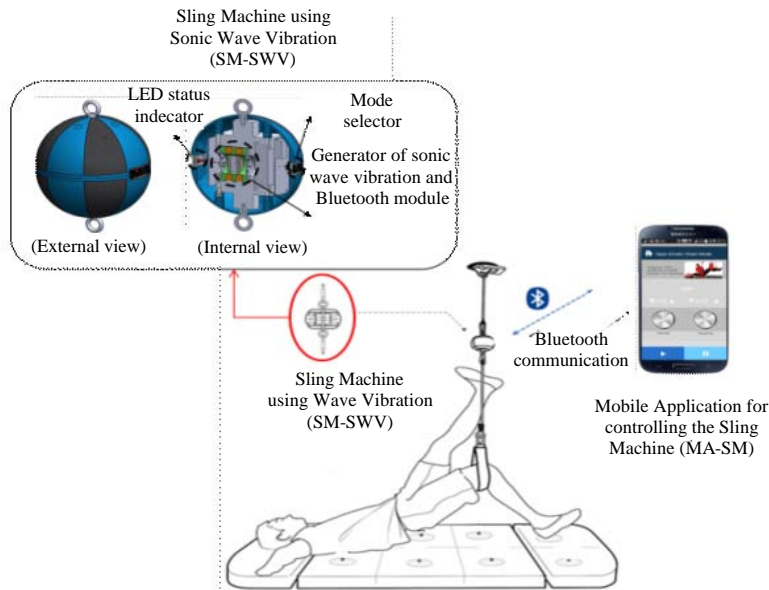 Sling Machine using
Sonic Wave Vibration
(SM-SWV)
LED status
indecator
Mode
selector
Generator of sonic
wave vibration and
Bluetooth module
(External view)
(Internal view)
Bluetooth
communication
Sling Machine
using Wave Vibration
(SM-SWV)
Mobile Application for
controlling the Sling
Machine (MA-SM)